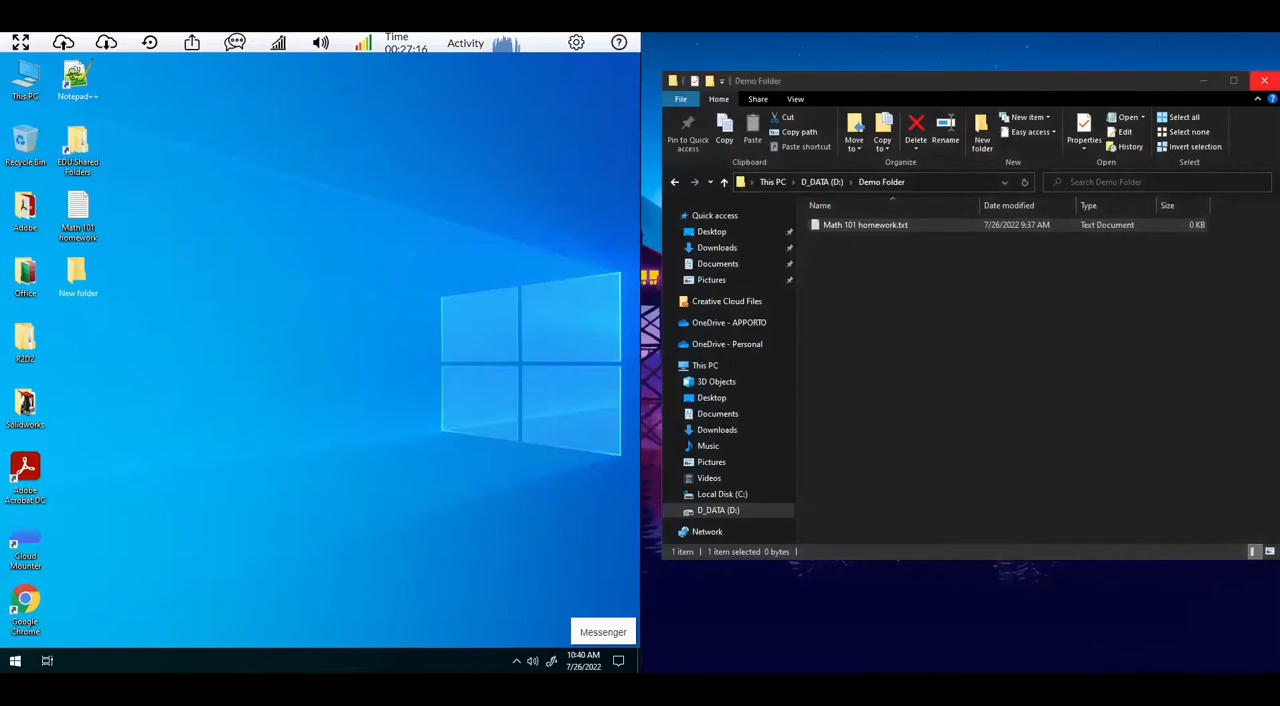 Time
00:27:16
Activity
This PC
Notepad++
Recycle Bin
EDU Shared
Folders
Adobe
Math 101
homework
Office
New folder
R2D2
Solidworks
Adobe
Acrobat DC
Cloud
Mounter
Google
Chrome
Messenger
10:40 AM
7/26/2022
Demo Folder
File Home Share View
Pin to Quick
access
Copy
Paste
Cut
Copy path
Paste shortcut
Clipboard
Move
to
Copy
to
Delete
Rename
Organize
New
folder
New item
Easy access
New
Properties
Open
Edit
History
Open
Select all
Select none
Invert selection
Select
This PC > D_DATA (D:) > Demo Folder
Search Demo Folder
Name Date modified Type Size
Math 101 homework.txt 7/26/2022 9:37 AM Text Document 0 KB
Quick access
Desktop
Downloads
Documents
Pictures
Creative Cloud Files
OneDrive - APPORTO
OneDrive - Personal
This PC
3D Objects
Desktop
Documents
Downloads
Music
Pictures
Videos
Local Disk (C:)
D_DATA (D:)
Network
1 item 1 item selected 0 bytes